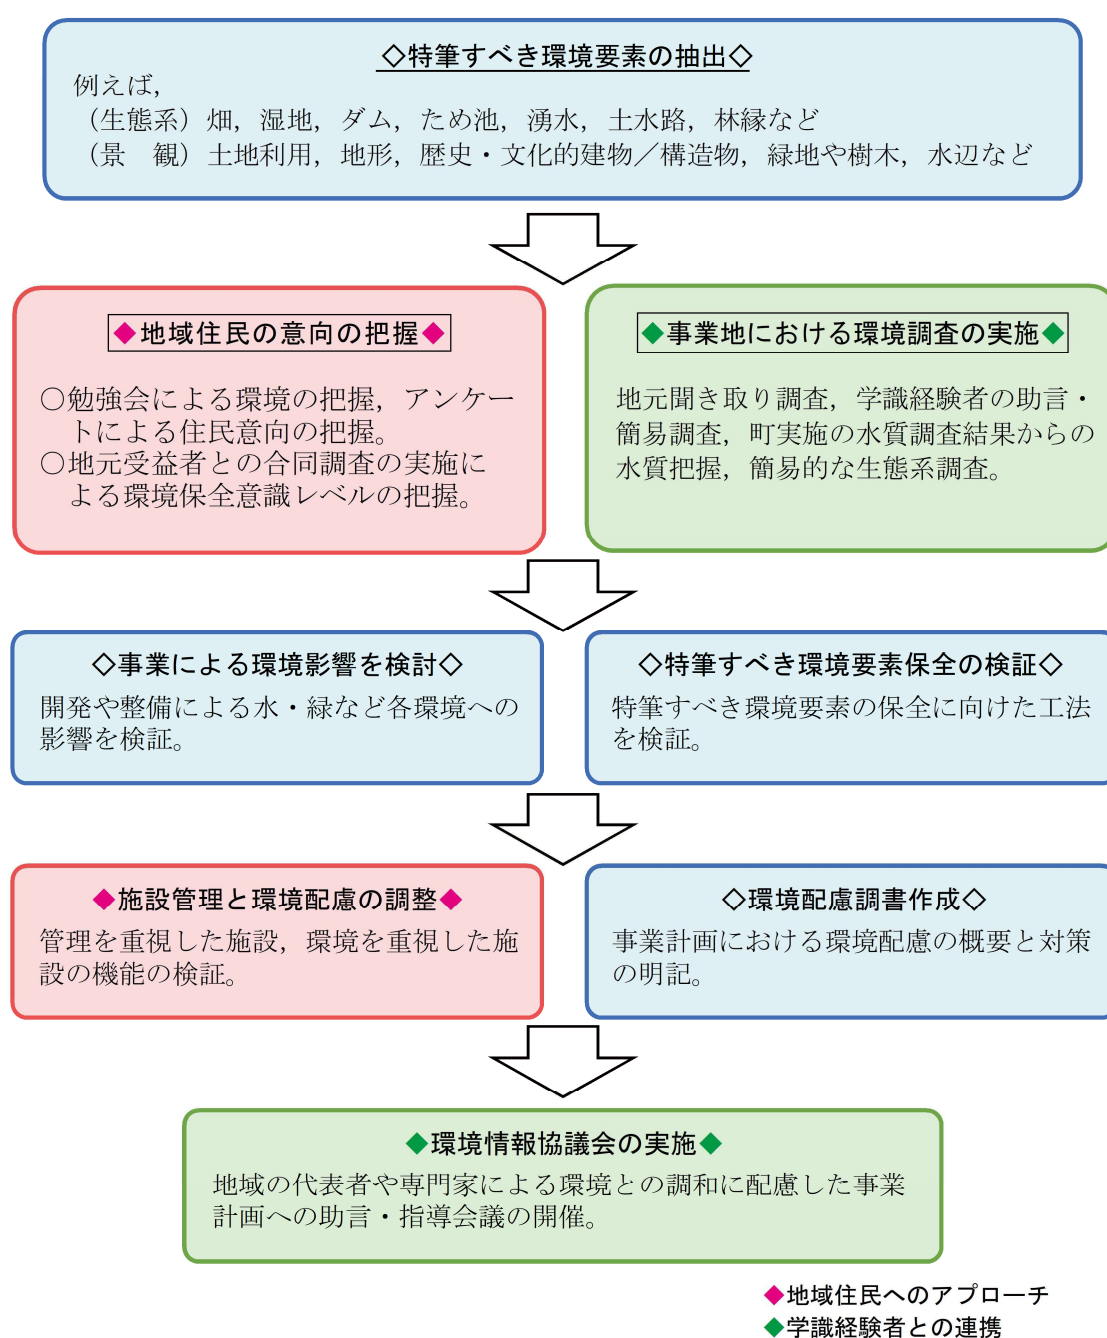 ◇特筆すべき環境要素の抽出◇
例えば，
（生態系）畑，湿地，ダム，ため池，湧水，土水路，林縁など
（景　観）土地利用，地形，歴史・文化的建物／構造物，緑地や樹木，水辺など
◆地域住民の意向の把握◆
○勉強会による環境の把握，アンケー
トによる住民意向の把握。
○地元受益者との合同調査の実施に
よる環境保全意識レベルの把握。
◆事業地における環境調査の実施◆
地元聞き取り調査，学識経験者の助言・
簡易調査，町実施の水質調査結果からの
水質把握，簡易的な生態系調査。
◇事業による環境影響を検討◇
開発や整備による水・緑など各環境への
影響を検証。
◇特筆すべき環境要素保全の検証◇
特筆すべき環境要素の保全に向けた工法
を検証。
◆施設管理と環境配慮の調整◆
管理を重視した施設，環境を重視した施
設の機能の検証。
◇環境配慮調書作成◇
事業計画における環境配慮の概要と対策
の明記。
◆環境情報協議会の実施◆
地域の代表者や専門家による環境との調和に配慮した事業
計画への助言・指導会議の開催。
◆地域住民へのアプローチ
◆学識経験者との連携